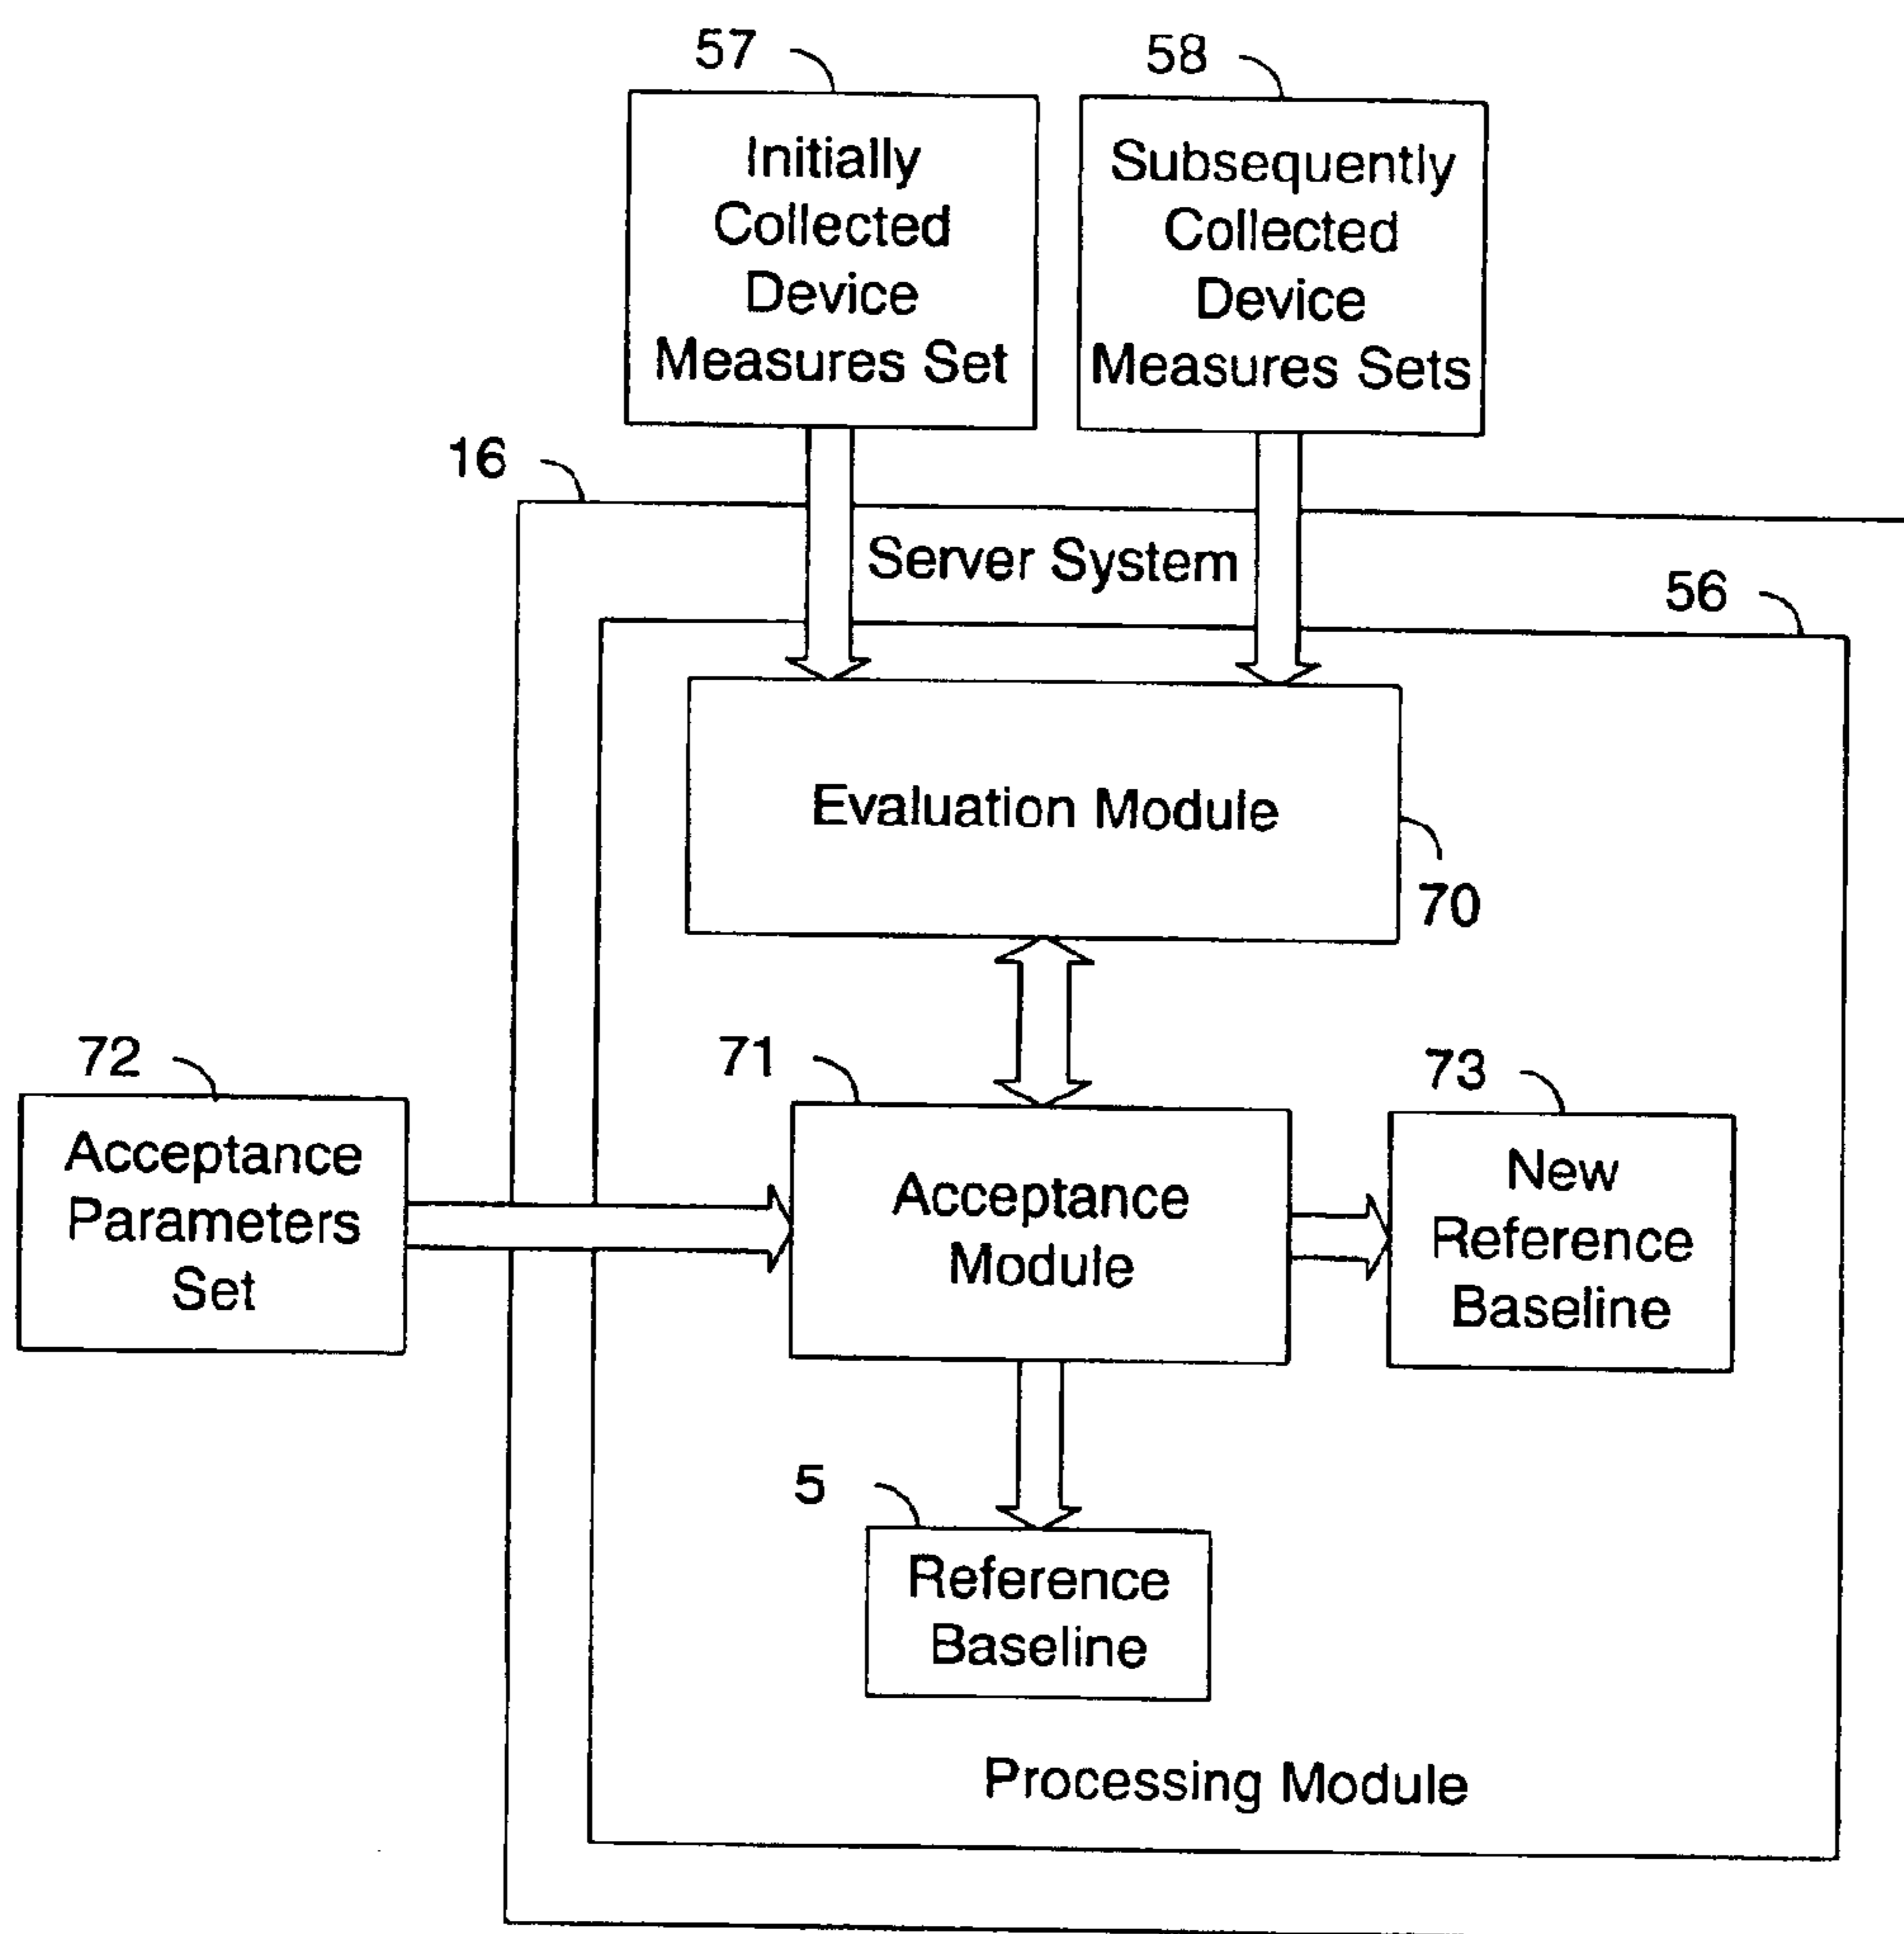 57
58
Initially
Collected
Device
Measures Set
Subsequently
Collected
Device
Measures Sets
16
Server System
56
Evaluation Module
70
72
71
73
Acceptance
Parameters
Set
Acceptance
Module
New
Reference
Baseline
5
Reference
Baseline
Processing Module